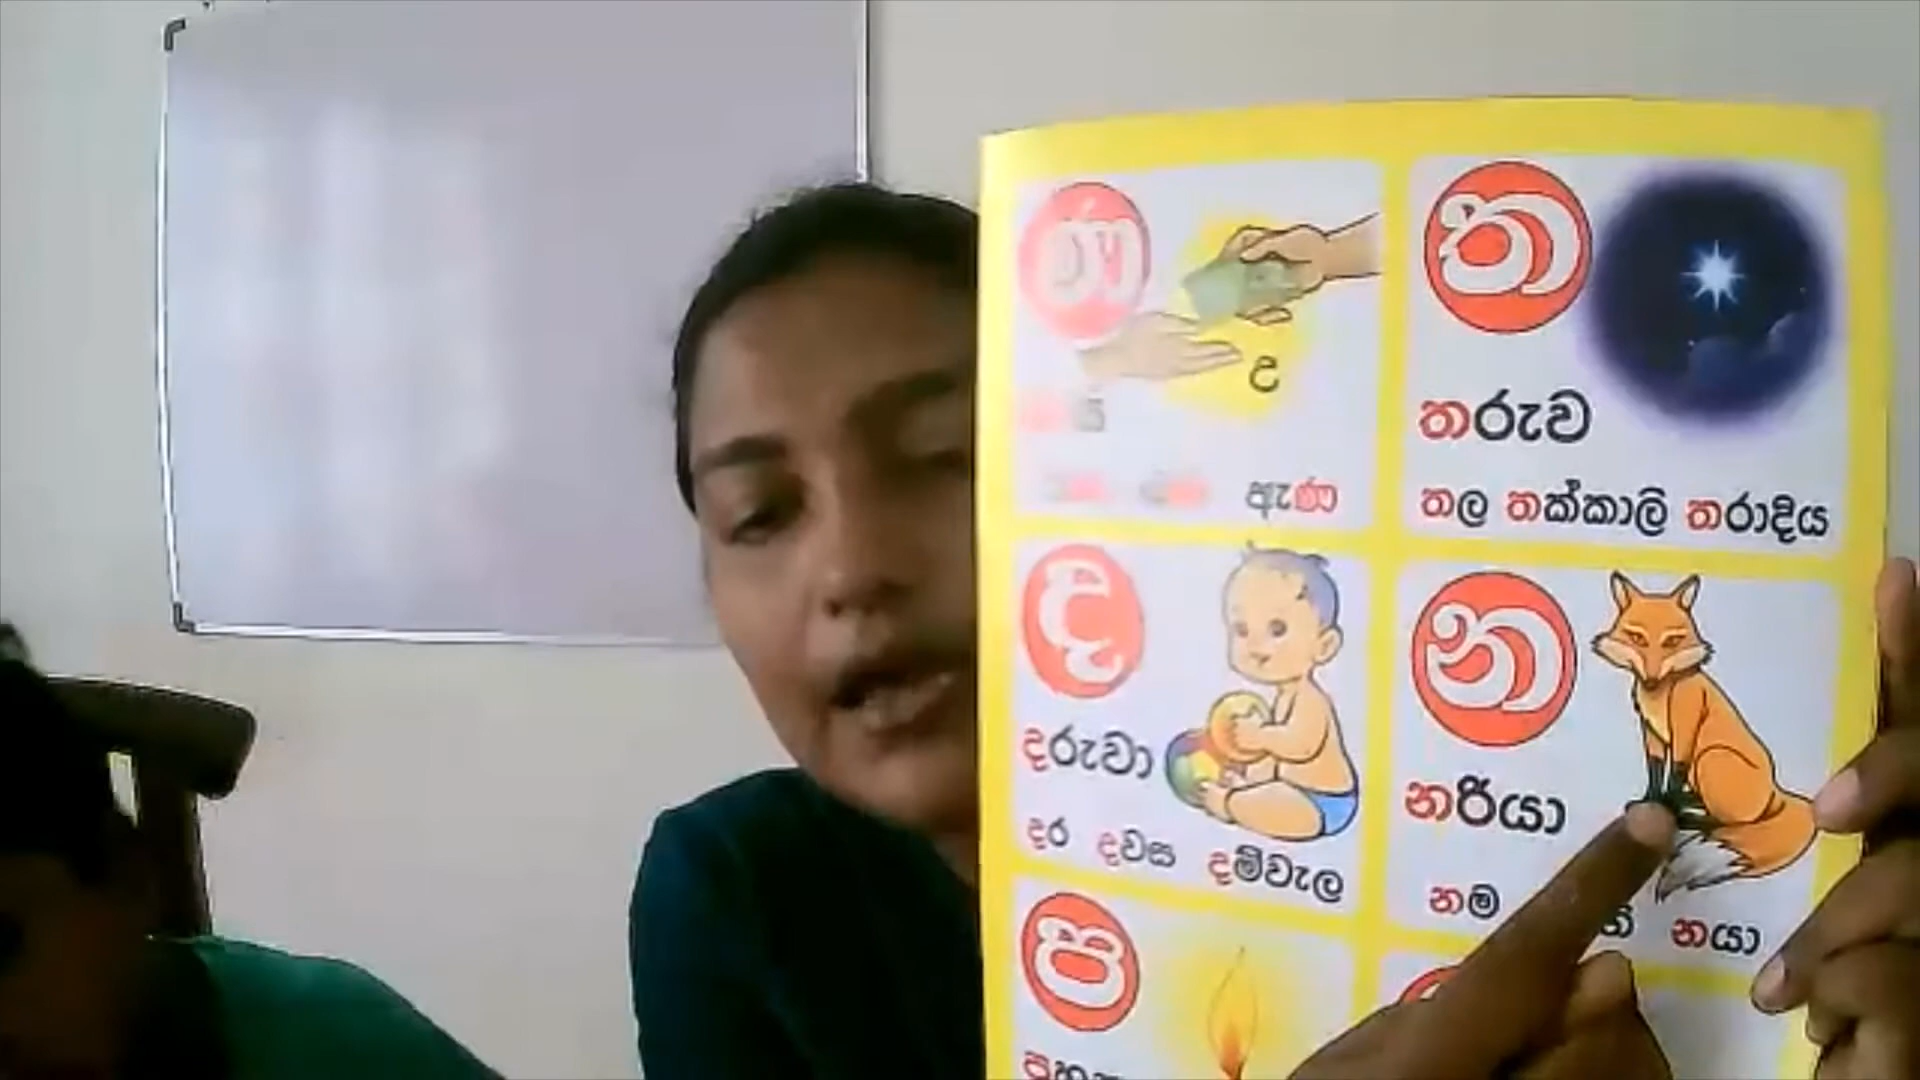 ණ
ඇණ
ත
තරුව
තල තක්කාලි තරාදිය
ද
දරුවා
දර දවස දම්වැල
න
නරියා
නම නයා
ප